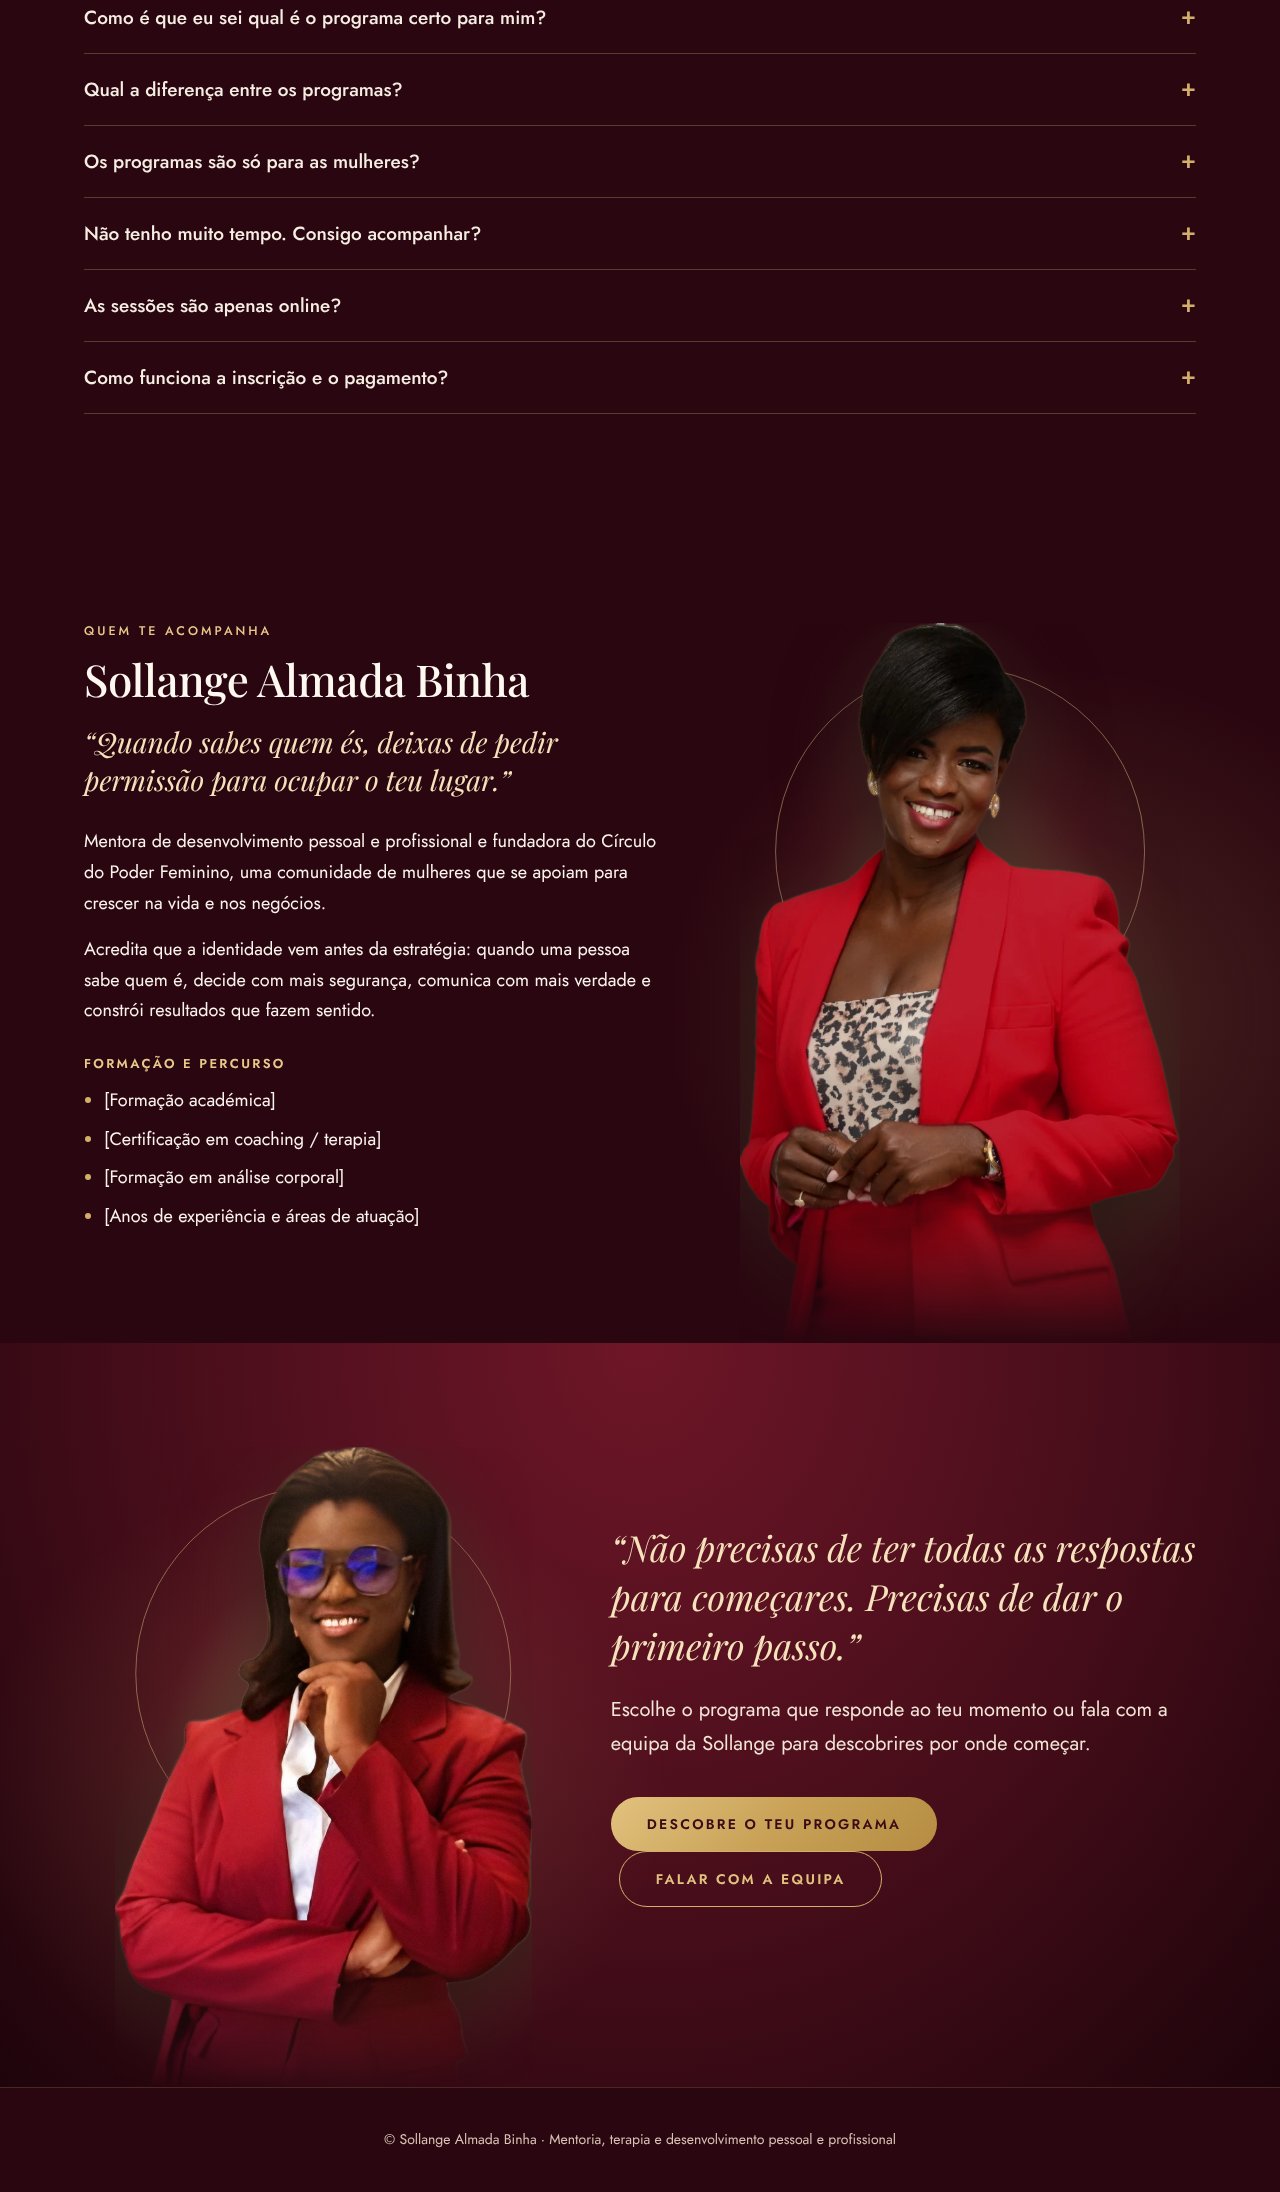 Como é que eu sei qual é o programa certo para mim? +
Qual a diferença entre os programas? +
Os programas são só para as mulheres? +
Não tenho muito tempo. Consigo acompanhar? +
As sessões são apenas online? +
Como funciona a inscrição e o pagamento? +
QUEM TE ACOMPANHA
Sollange Almada Binha
“Quando sabes quem és, deixas de pedir
permissão para ocupar o teu lugar.”
Mentora de desenvolvimento pessoal e profissional e fundadora do Círculo
do Poder Feminino, uma comunidade de mulheres que se apoiam para
crescer na vida e nos negócios.
Acredita que a identidade vem antes da estratégia: quando uma pessoa
sabe quem é, decide com mais segurança, comunica com mais verdade e
constrói resultados que fazem sentido.
FORMAÇÃO E PERCURSO
• [Formação académica]
• [Certificação em coaching / terapia]
• [Formação em análise corporal]
• [Anos de experiência e áreas de atuação]
“Não precisas de ter todas as respostas
para começares. Precisas de dar o
primeiro passo.”
Escolhe o programa que responde ao teu momento ou fala com a
equipa da Sollange para descobrires por onde começar.
DESCOBRE O TEU PROGRAMA
FALAR COM A EQUIPA
© Sollange Almada Binha · Mentoria, terapia e desenvolvimento pessoal e profissional